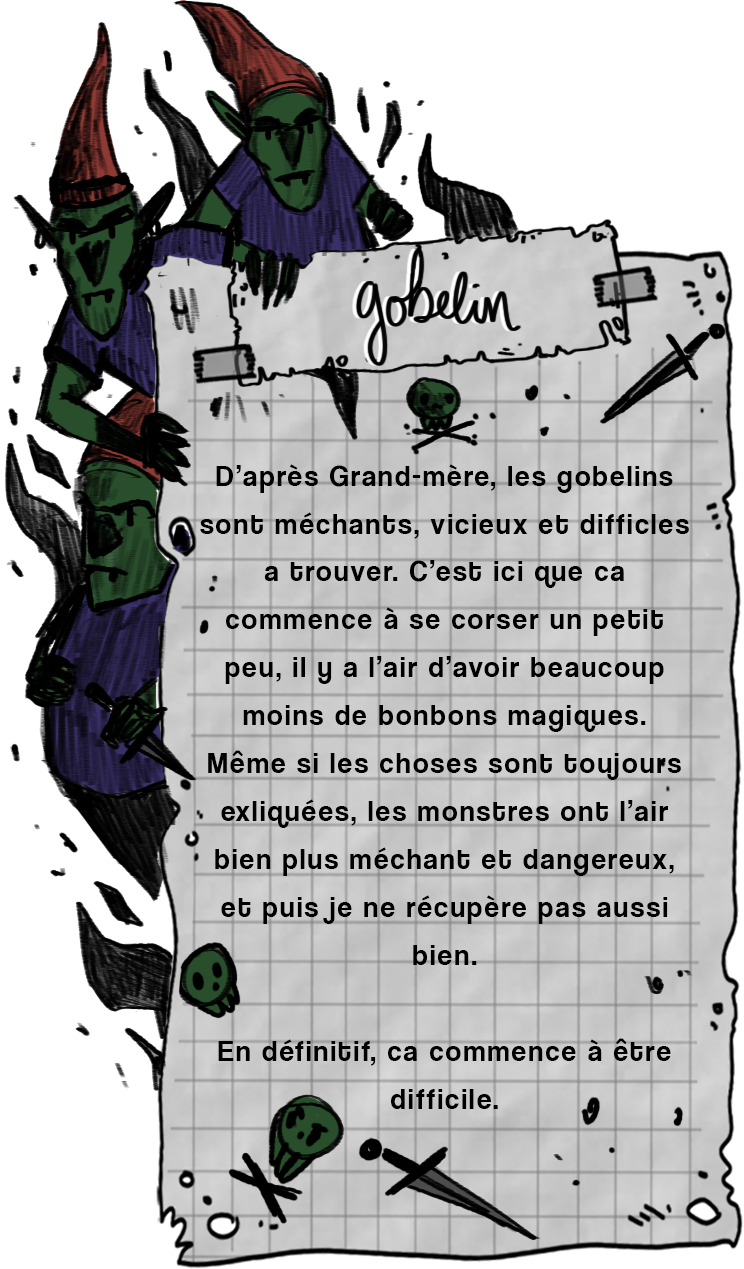 gobelin
D'après Grand-mère, les gobelins
sont méchants, vicieux et difficles
a trouver. C'est ici que ca
commence à se corser un petit
peu, il y a l'air d'avoir beaucoup
moins de bonbons magiques.
Même si les choses sont toujours
exliquées, les monstres ont l'air
bien plus méchant et dangereux,
et puis je ne récupère pas aussi
bien.
En définitif, ca commence à être
difficile.